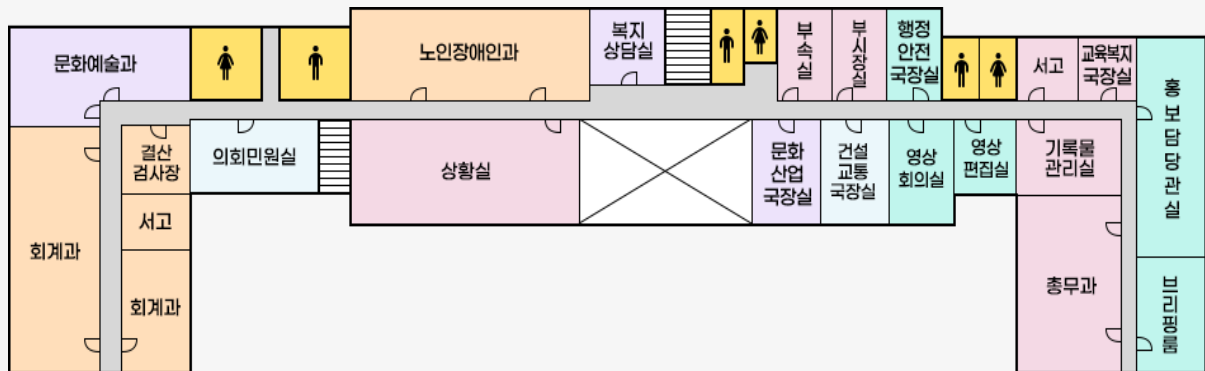 문화예술과
노인장애인과
복지
상담실
부속실
부시장실
행정
안전
국장실
서고
교육복지
국장실
홍보담당관실
결산
검사장
의회민원실
상황실
문화
산업
국장실
건설
교통
국장실
영상
회의실
영상
편집실
기록물
관리실
서고
회계과
회계과
총무과
브리핑룸